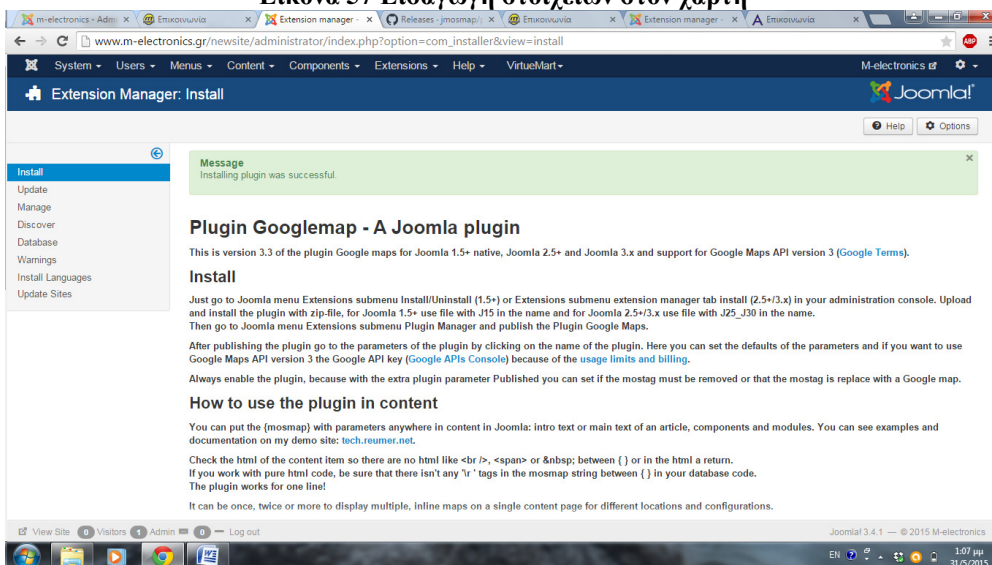 Εικόνα 37 Εισαγωγή στοιχείων στον χάρτη
m-electronics - Adm
Επικοινωνία
Extension manager -
Releases · jmosmap/
Επικοινωνία
Extension manager -
Επικοινωνία
www.m-electronics.gr/newsite/administrator/index.php?option=com_installer&view=install
ABP
System Users Menus Content Components Extensions Help VirtueMart
M-electronics
Extension Manager: Install
Joomla!
Help
Options
Install
Update
Manage
Discover
Database
Warnings
Install Languages
Update Sites
Message
Installing plugin was successful.
Plugin Googlemap - A Joomla plugin
This is version 3.3 of the plugin Google maps for Joomla 1.5+ native, Joomla 2.5+ and Joomla 3.x and support for Google Maps API version 3 (Google Terms).
Install
Just go to Joomla menu Extensions submenu Install/Uninstall (1.5+) or Extensions submenu extension manager tab install (2.5+/3.x) in your administration console. Upload
and install the plugin with zip-file, for Joomla 1.5+ use file with J15 in the name and for Joomla 2.5+/3.x use file with J25_J30 in the name.
Then go to Joomla menu Extensions submenu Plugin Manager and publish the Plugin Google Maps.
After publishing the plugin go to the parameters of the plugin by clicking on the name of the plugin. Here you can set the defaults of the parameters and if you want to use
Google Maps API version 3 the Google API key (Google APIs Console) because of the usage limits and billing.
Always enable the plugin, because with the extra plugin parameter Published you can set if the mostag must be removed or that the mostag is replace with a Google map.
How to use the plugin in content
You can put the {mosmap} with parameters anywhere in content in Joomla: intro text or main text of an article, components and modules. You can see examples and
documentation on my demo site: tech.reumer.net.
Check the html of the content item so there are no html like <br />, <span> or &nbsp; between { } or in the html a return.
If you work with pure html code, be sure that there isn't any '\r ' tags in the mosmap string between { } in your database code.
The plugin works for one line!
It can be once, twice or more to display multiple, inline maps on a single content page for different locations and configurations.
View Site 0 Visitors 1 Admin 0 Log out
Joomla! 3.4.1 — © 2015 M-electronics
EN
1:07 μμ
31/5/2015